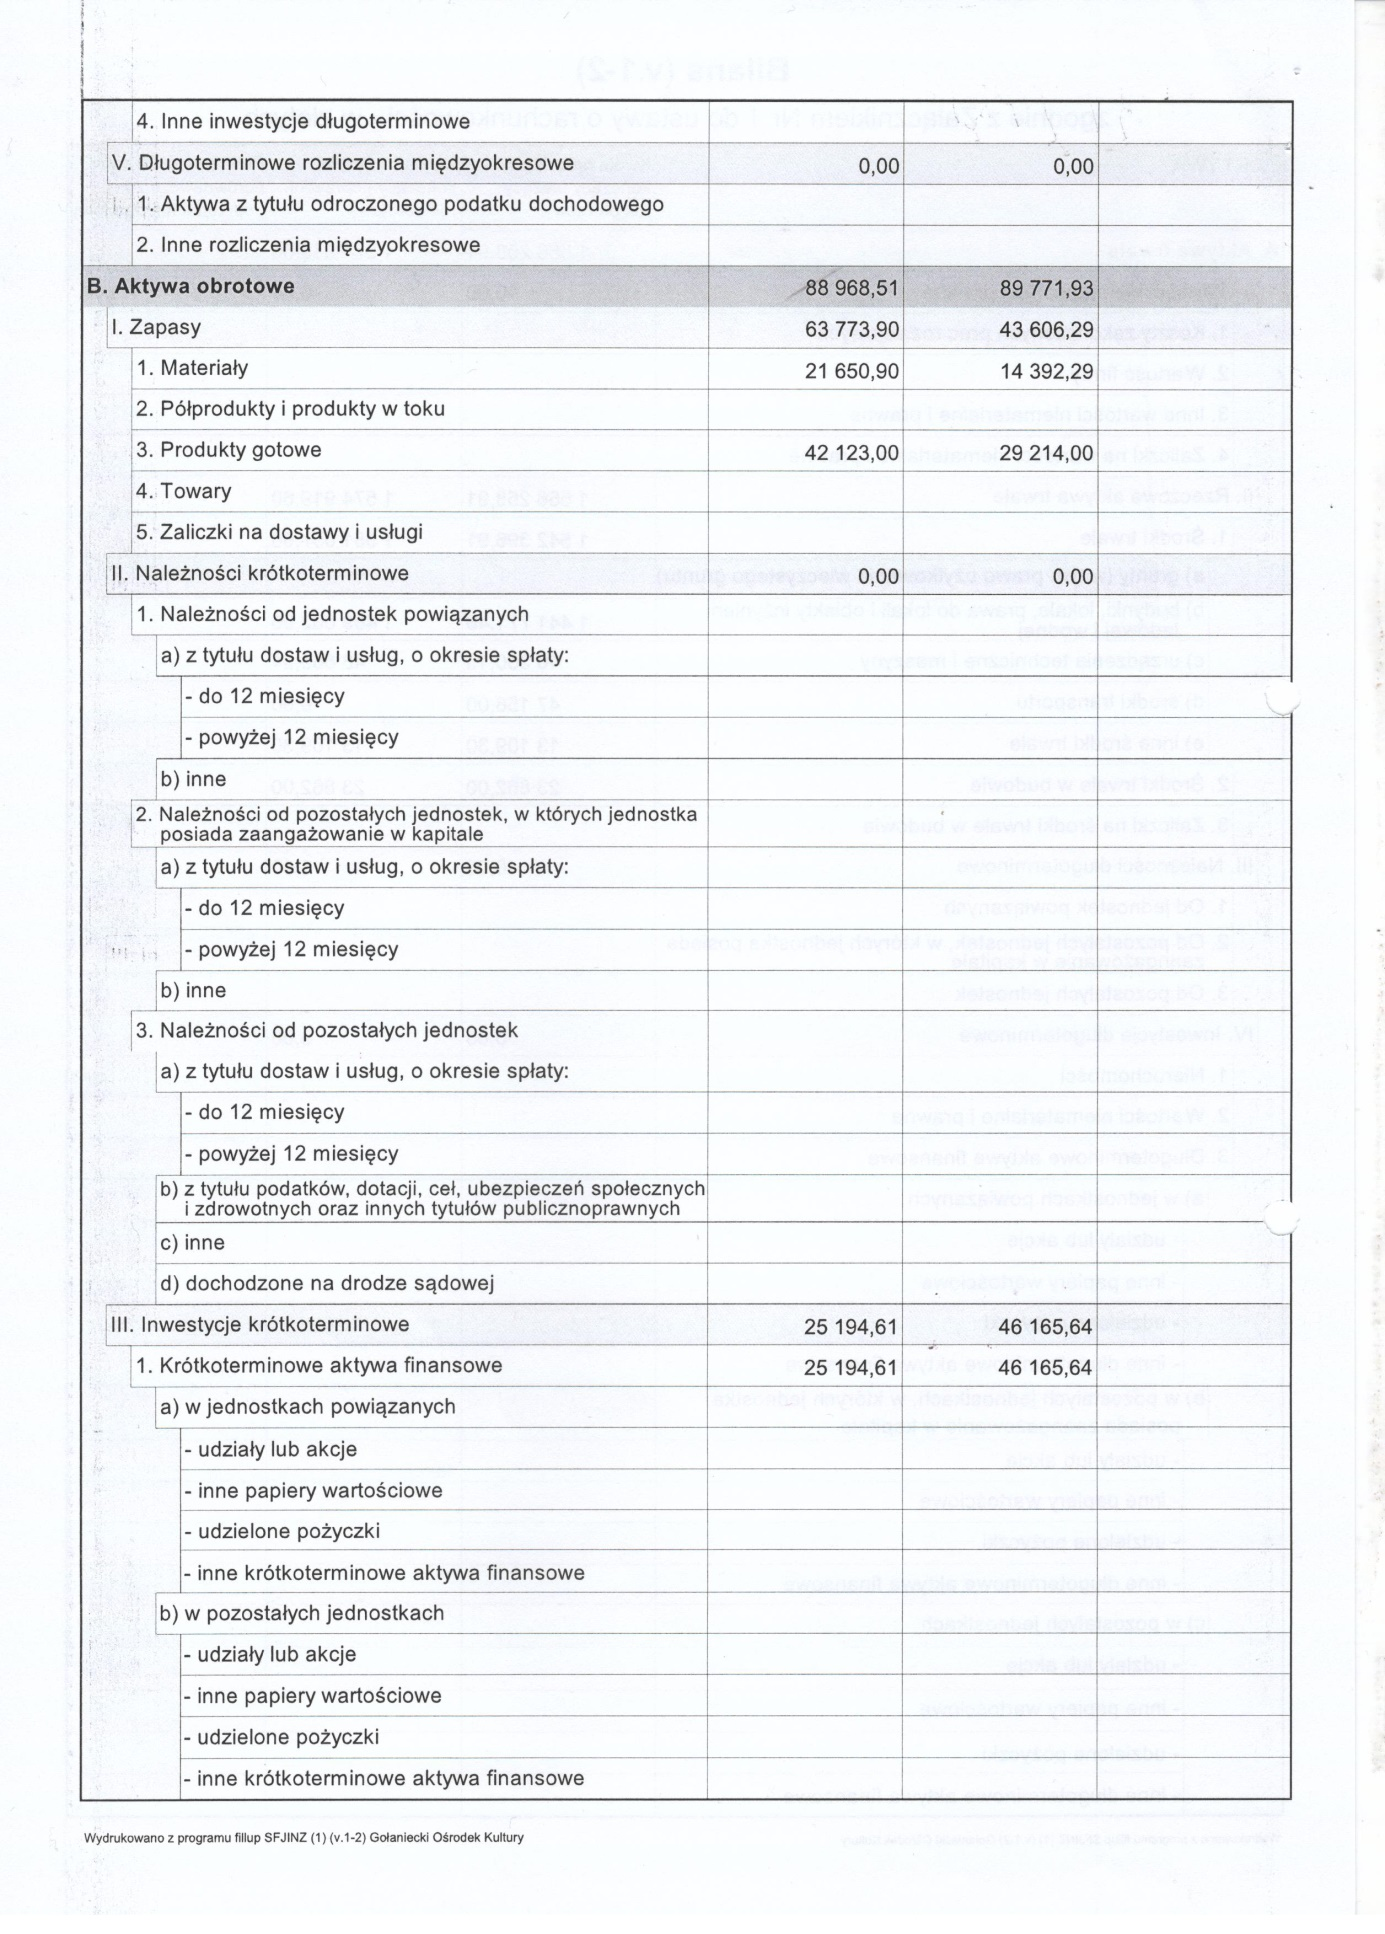 4. Inne inwestycje długoterminowe
V. Długoterminowe rozliczenia międzyokresowe 0,00 0,00
1. Aktywa z tytułu odroczonego podatku dochodowego
2. Inne rozliczenia międzyokresowe
B. Aktywa obrotowe 88 968,51 89 771,93
I. Zapasy 63 773,90 43 606,29
1. Materiały 21 650,90 14 392,29
2. Półprodukty i produkty w toku
3. Produkty gotowe 42 123,00 29 214,00
4. Towary
5. Zaliczki na dostawy i usługi
II. Należności krótkoterminowe 0,00 0,00
1. Należności od jednostek powiązanych
a) z tytułu dostaw i usług, o okresie spłaty:
- do 12 miesięcy
- powyżej 12 miesięcy
b) inne
2. Należności od pozostałych jednostek, w których jednostka
posiada zaangażowanie w kapitale
a) z tytułu dostaw i usług, o okresie spłaty:
- do 12 miesięcy
- powyżej 12 miesięcy
b) inne
3. Należności od pozostałych jednostek
a) z tytułu dostaw i usług, o okresie spłaty:
- do 12 miesięcy
- powyżej 12 miesięcy
b) z tytułu podatków, dotacji, ceł, ubezpieczeń społecznych
i zdrowotnych oraz innych tytułów publicznoprawnych
c) inne
d) dochodzone na drodze sądowej
III. Inwestycje krótkoterminowe 25 194,61 46 165,64
1. Krótkoterminowe aktywa finansowe 25 194,61 46 165,64
a) w jednostkach powiązanych
- udziały lub akcje
- inne papiery wartościowe
- udzielone pożyczki
- inne krótkoterminowe aktywa finansowe
b) w pozostałych jednostkach
- udziały lub akcje
- inne papiery wartościowe
- udzielone pożyczki
- inne krótkoterminowe aktywa finansowe
Wydrukowano z programu fillup SFJINZ (1) (v.1-2) Gołaniecki Ośrodek Kultury